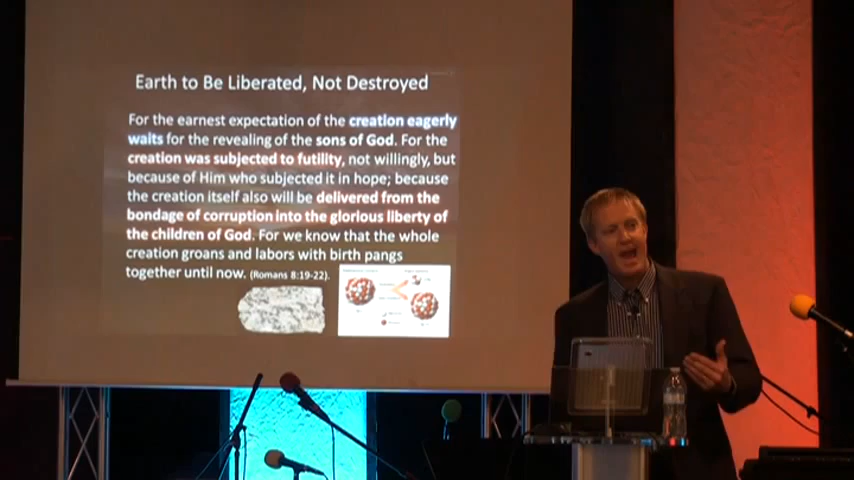 Earth to Be Liberated, Not Destroyed
For the earnest expectation of the creation eagerly
waits for the revealing of the sons of God. For the
creation was subjected to futility, not willingly, but
because of Him who subjected it in hope; because
the creation itself also will be delivered from the
bondage of corruption into the glorious liberty of
the children of God. For we know that the whole
creation groans and labors with birth pangs
together until now. (Romans 8:19-22).